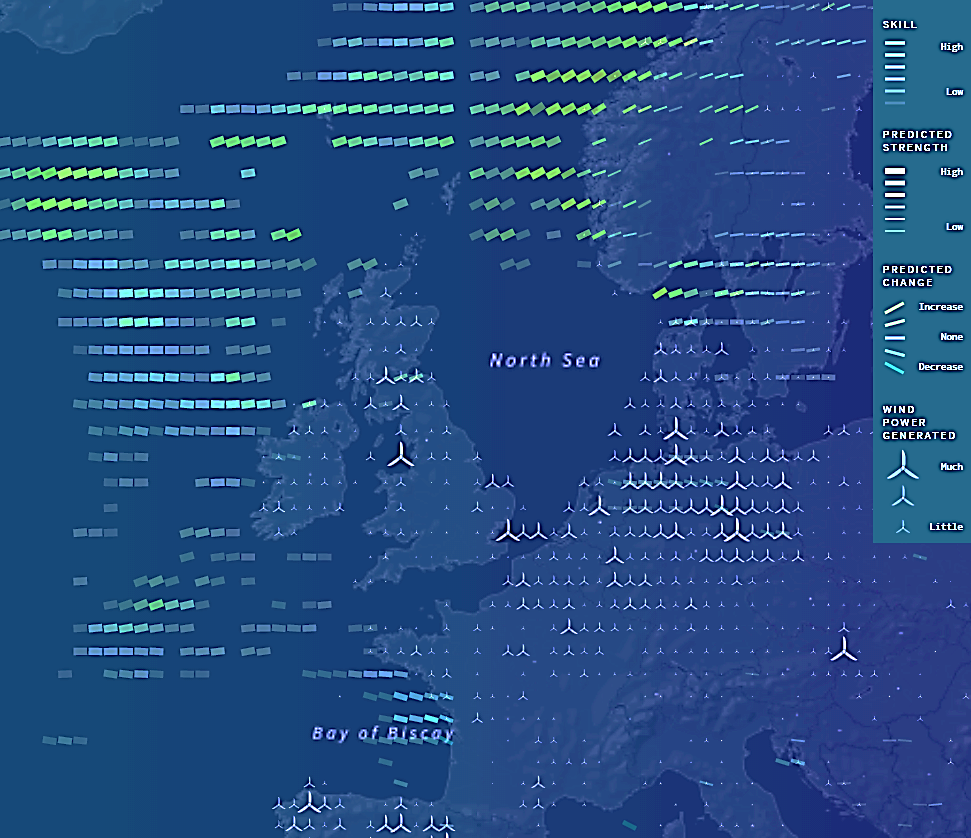 SKILL
High
Low
PREDICTED
STRENGTH
High
Low
PREDICTED
CHANGE
Increase
None
Decrease
WIND
POWER
GENERATED
Much
Little
North Sea
Bay of Biscay